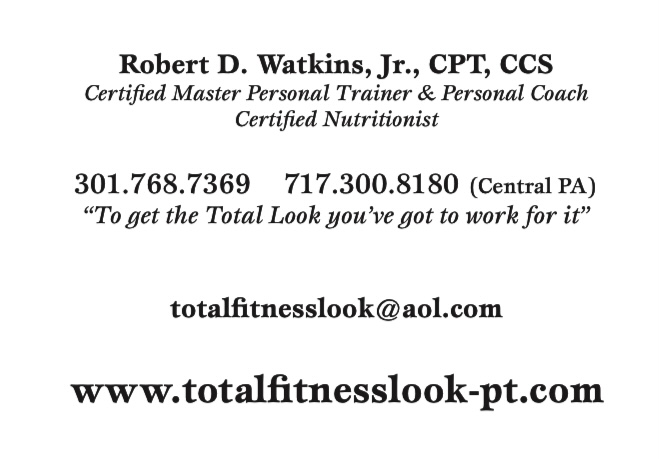 Robert D. Watkins, Jr., CPT, CCS
Certified Master Personal Trainer & Personal Coach
Certified Nutritionist
301.768.7369 717.300.8180 (Central PA)
“To get the Total Look you’ve got to work for it”
totalfitnesslook@aol.com
www.totalfitnesslook-pt.com